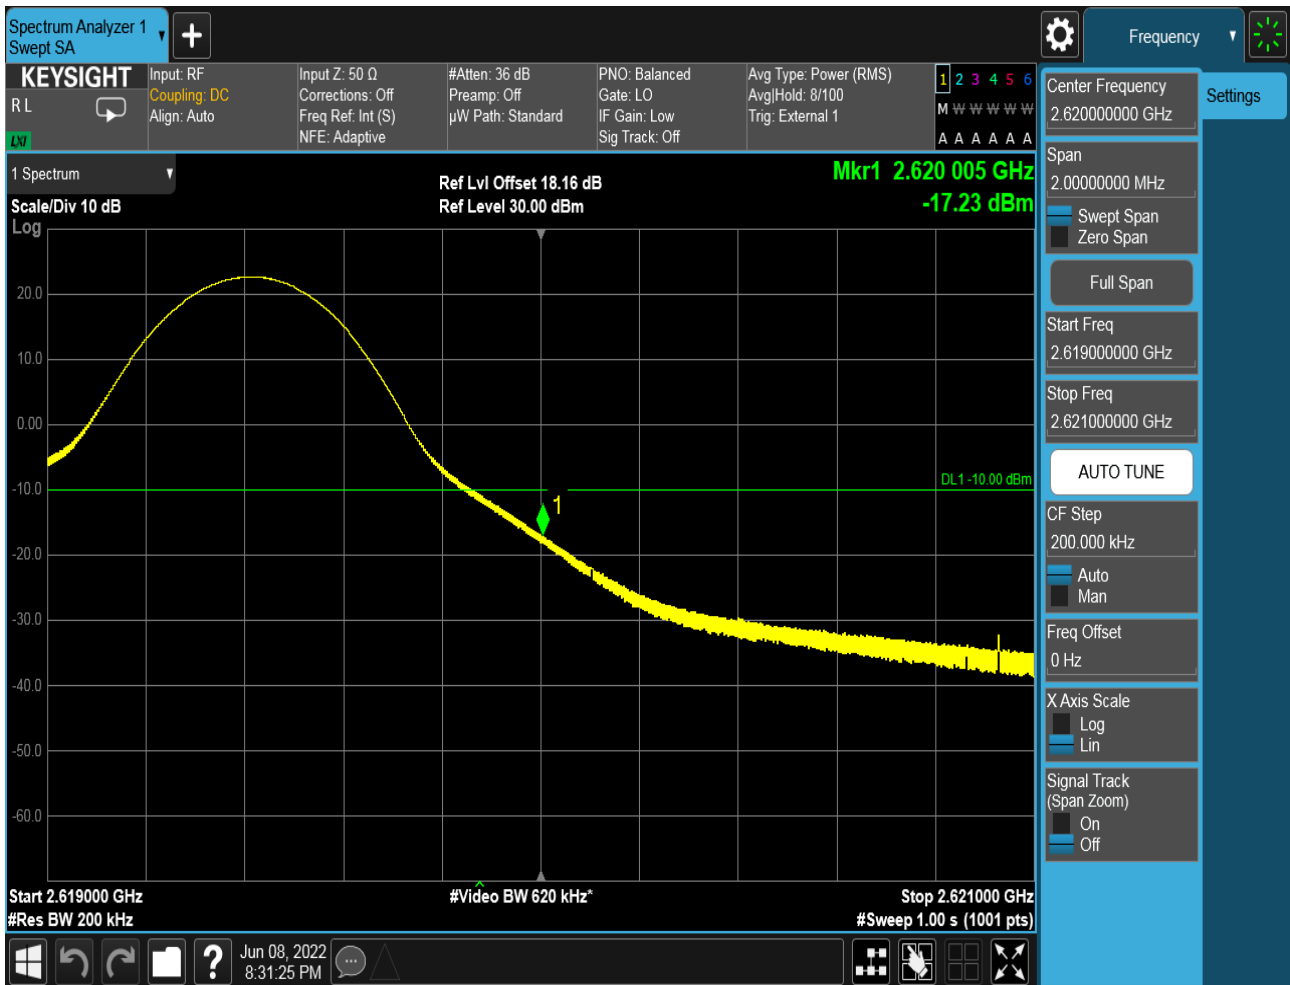 Spectrum Analyzer 1
Swept SA
Frequency
KEYSIGHT
R L
LXI
Input: RF
Coupling: DC
Align: Auto
Input Z: 50 Ω
Corrections: Off
Freq Ref: Int (S)
NFE: Adaptive
#Atten: 36 dB
Preamp: Off
µW Path: Standard
PNO: Balanced
Gate: LO
IF Gain: Low
Sig Track: Off
Avg Type: Power (RMS)
Avg|Hold: 8/100
Trig: External 1
1 2 3 4 5 6
M W W W W W
A A A A A A
1 Spectrum
Scale/Div 10 dB
Log
Ref Lvl Offset 18.16 dB
Ref Level 30.00 dBm
Mkr1 2.620 005 GHz
-17.23 dBm
20.0
10.0
0.00
-10.0
-20.0
-30.0
-40.0
-50.0
-60.0
DL1 -10.00 dBm
1
Start 2.619000 GHz
#Res BW 200 kHz
#Video BW 620 kHz*
Stop 2.621000 GHz
#Sweep 1.00 s (1001 pts)
Jun 08, 2022
8:31:25 PM
Center Frequency
2.620000000 GHz
Span
2.00000000 MHz
Swept Span
Zero Span
Full Span
Start Freq
2.619000000 GHz
Stop Freq
2.621000000 GHz
AUTO TUNE
CF Step
200.000 kHz
Auto
Man
Freq Offset
0 Hz
X Axis Scale
Log
Lin
Signal Track
(Span Zoom)
On
Off
Settings